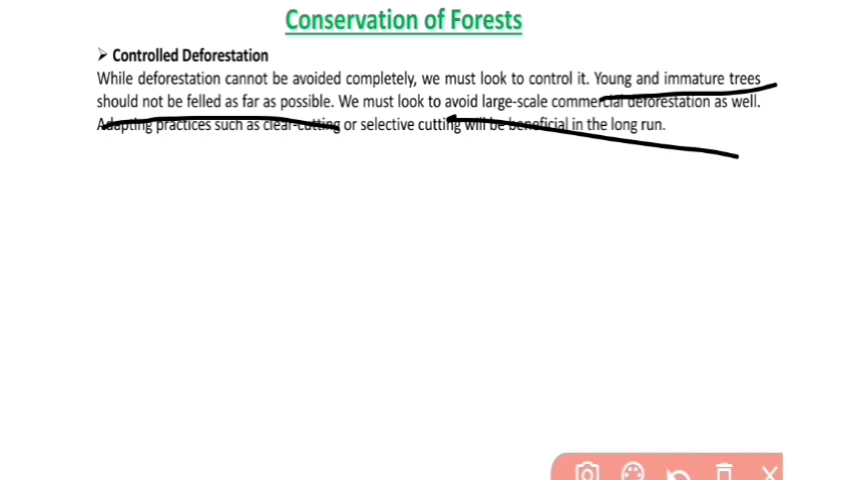 Conservation of Forests
➢ Controlled Deforestation
While deforestation cannot be avoided completely, we must look to control it. Young and immature trees
should not be felled as far as possible. We must look to avoid large-scale commercial deforestation as well.
Adapting practices such as clear-cutting or selective cutting will be beneficial in the long run.